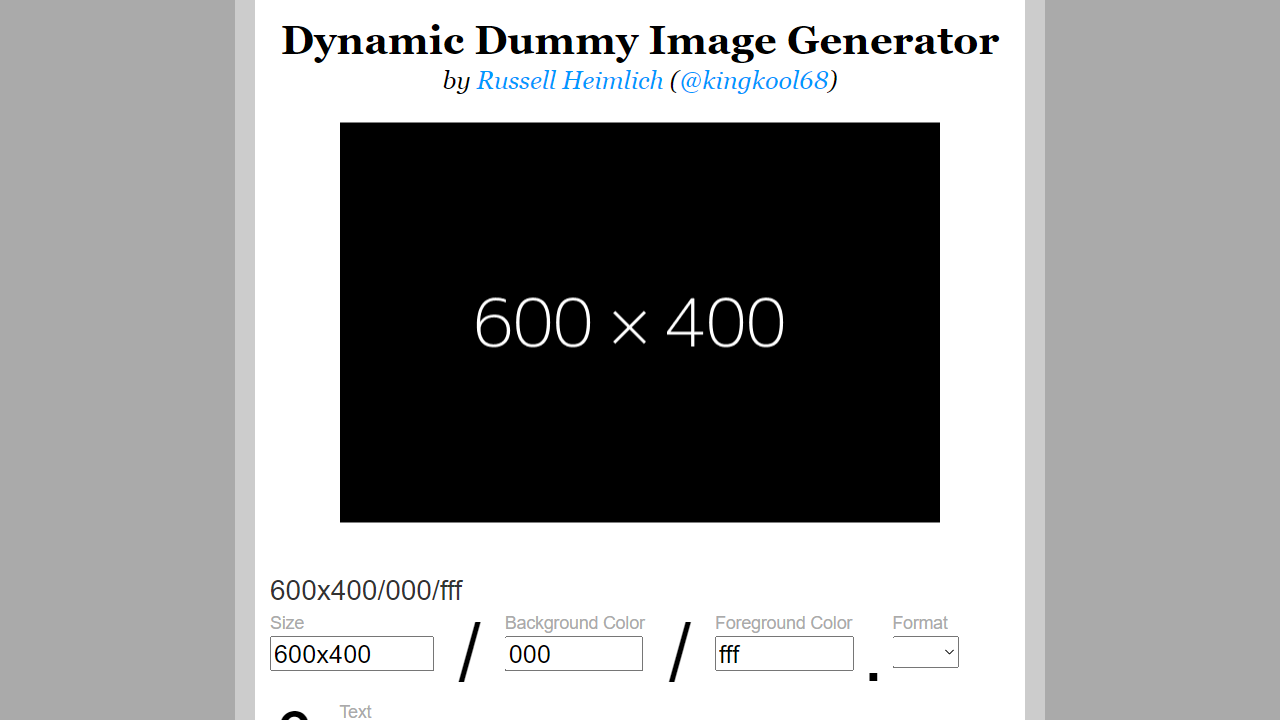 Dynamic Dummy Image Generator
by Russell Heimlich (@kingkool68)
600 × 400
600x400/000/fff
Size / Background Color / Foreground Color . Format
600x400 000 fff
Text